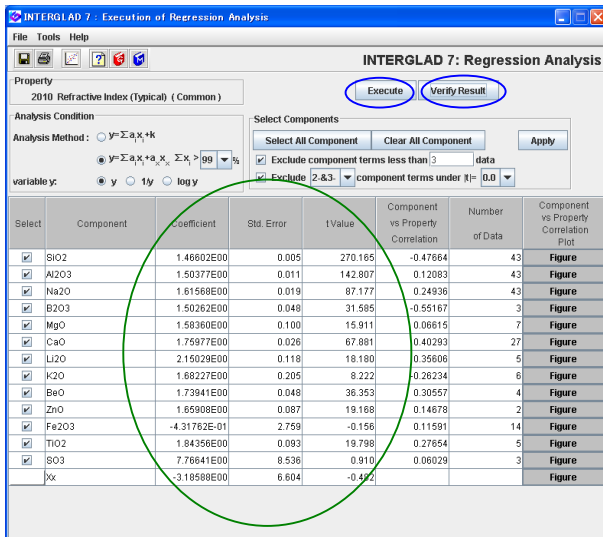 INTERGLAD 7 : Execution of Regression Analysis
File Tools Help
INTERGLAD 7: Regression Analysis
Property
2010 Refractive Index (Typical) ( Common )
Execute Verify Result
Analysis Condition
Analysis Method : y=Σaixi+k
y=Σaixi+axXx Σxi > 99 %
variable y: y 1/y log y
Select Components
Select All Component Clear All Component Apply
Exclude component terms less than 3 data
Exclude 2-&3- component terms under |t|= 0.0
Select Component Coefficient Std. Error t Value Component vs Property Correlation Number of Data Component vs Property Correlation Plot
SiO2 1.46602E00 0.005 270.165 -0.47664 43 Figure
Al2O3 1.50377E00 0.011 142.807 0.12083 43 Figure
Na2O 1.61568E00 0.019 87.177 0.24936 43 Figure
B2O3 1.50262E00 0.048 31.585 -0.55167 3 Figure
MgO 1.58360E00 0.100 15.911 0.06615 7 Figure
CaO 1.75977E00 0.026 67.881 0.40293 27 Figure
Li2O 2.15029E00 0.118 18.180 0.35606 5 Figure
K2O 1.68227E00 0.205 8.222 -0.26234 6 Figure
BeO 1.73941E00 0.048 36.353 0.30557 4 Figure
ZnO 1.65908E00 0.087 19.168 0.14678 2 Figure
Fe2O3 -4.31762E-01 2.759 -0.156 0.11591 14 Figure
TiO2 1.84356E00 0.093 19.798 0.27654 5 Figure
SO3 7.76641E00 8.536 0.910 0.06029 3 Figure
Xx -3.18588E00 6.604 -0.482 Figure